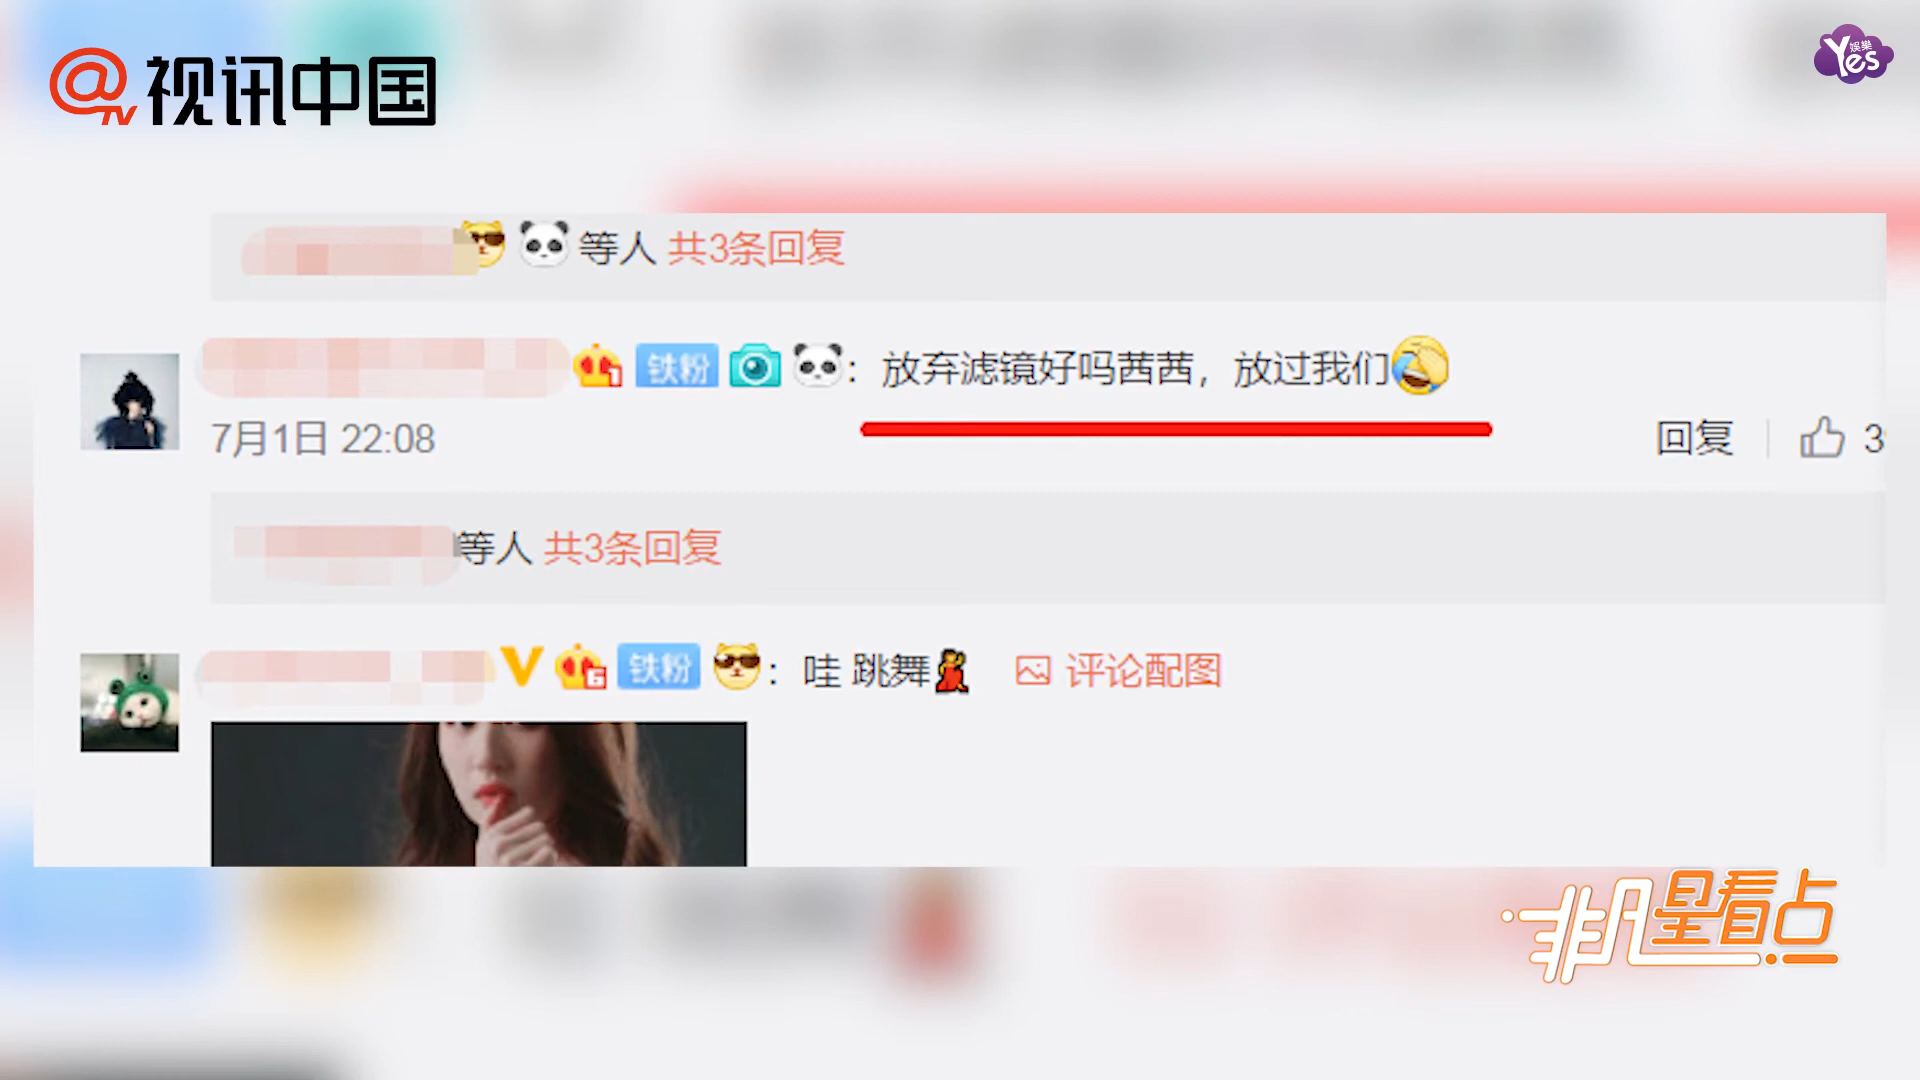 @TV 视讯中国
Yes 娱樂
等人 共3条回复
铁粉 : 放弃滤镜好吗茜茜，放过我们
7月1日 22:08
回复 3
等人 共3条回复
V 6 铁粉 : 哇 跳舞 评论配图
非凡星看点